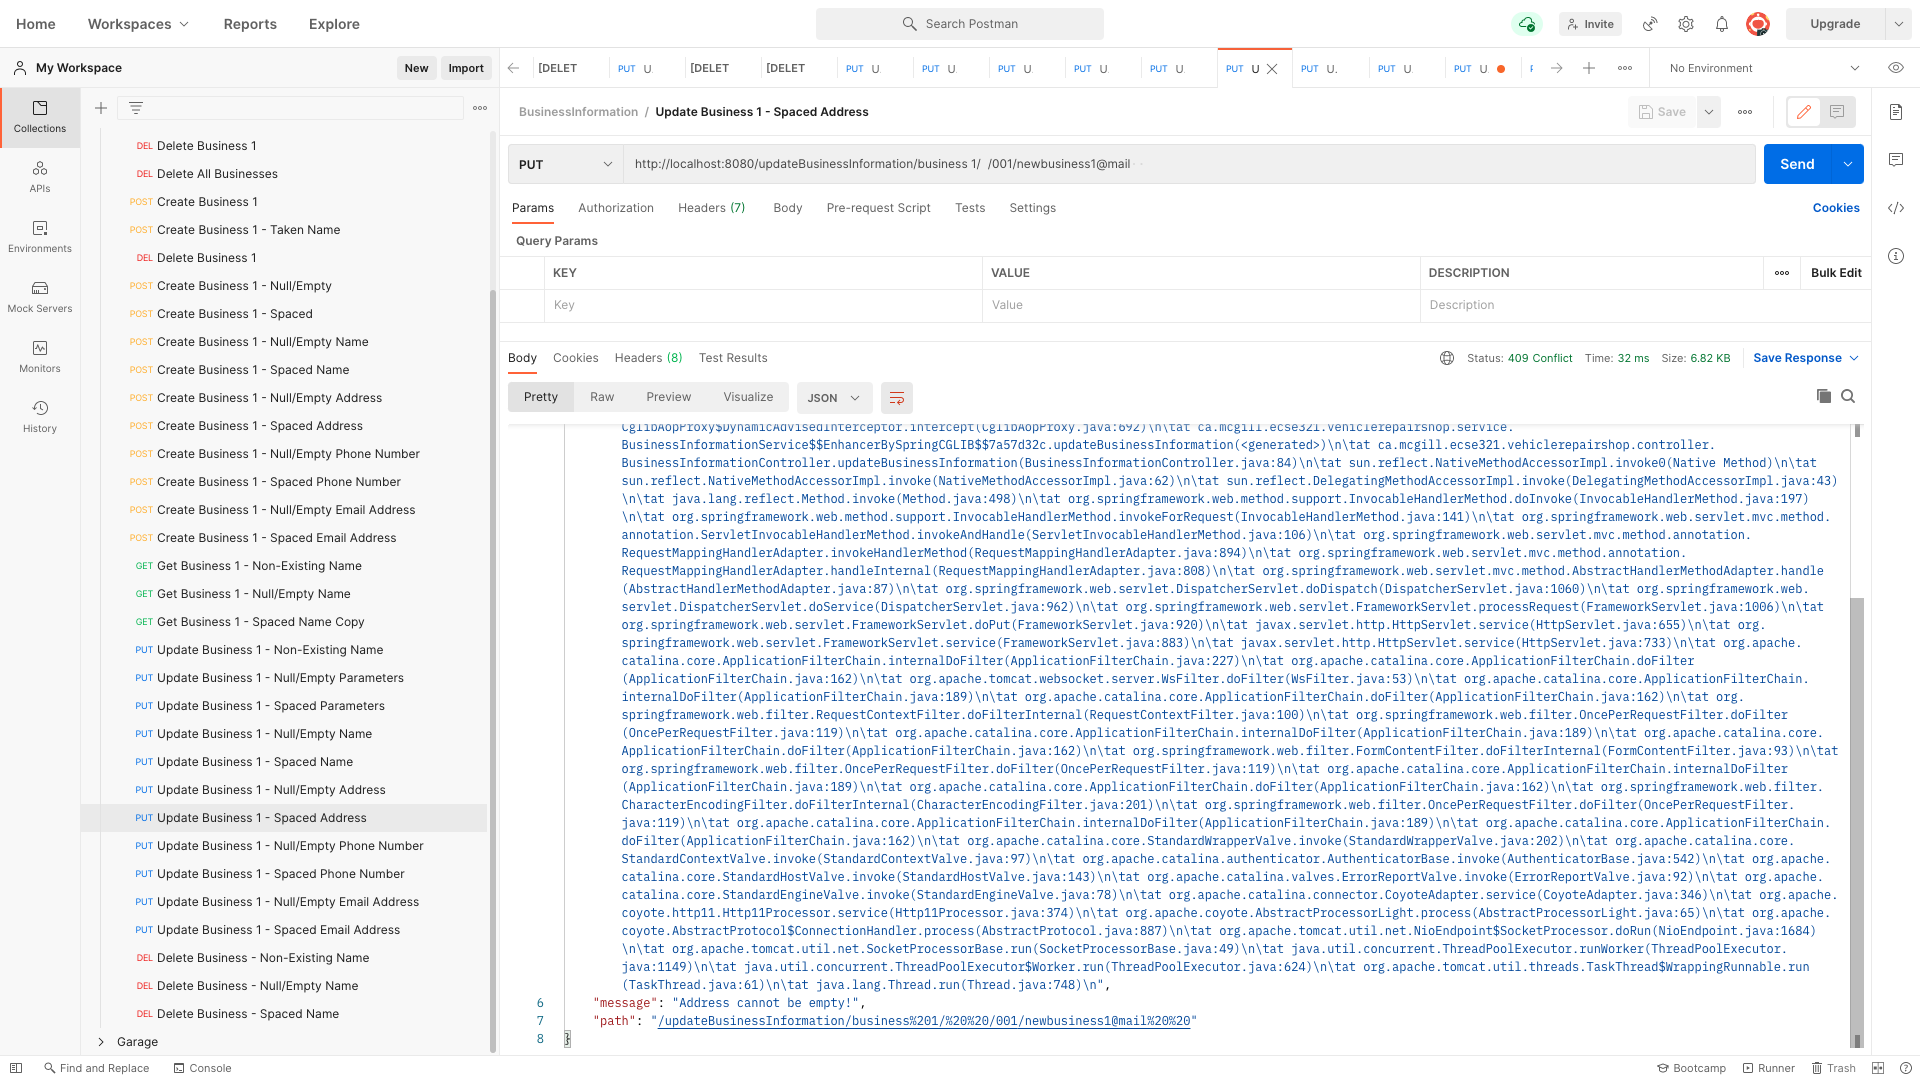 Home
Workspaces
Reports
Explore
Search Postman
Invite
Upgrade
My Workspace
New
Import
[DELET
PUT U
[DELET
[DELET
PUT U
PUT U
PUT U
PUT U
PUT U
PUT U
PUT U.
PUT U
PUT U
No Environment
Collections
APIs
Environments
Mock Servers
Monitors
History
DEL Delete Business 1
DEL Delete All Businesses
POST Create Business 1
POST Create Business 1 - Taken Name
DEL Delete Business 1
POST Create Business 1 - Null/Empty
POST Create Business 1 - Spaced
POST Create Business 1 - Null/Empty Name
POST Create Business 1 - Spaced Name
POST Create Business 1 - Null/Empty Address
POST Create Business 1 - Spaced Address
POST Create Business 1 - Null/Empty Phone Number
POST Create Business 1 - Spaced Phone Number
POST Create Business 1 - Null/Empty Email Address
POST Create Business 1 - Spaced Email Address
GET Get Business 1 - Non-Existing Name
GET Get Business 1 - Null/Empty Name
GET Get Business 1 - Spaced Name Copy
PUT Update Business 1 - Non-Existing Name
PUT Update Business 1 - Null/Empty Parameters
PUT Update Business 1 - Spaced Parameters
PUT Update Business 1 - Null/Empty Name
PUT Update Business 1 - Spaced Name
PUT Update Business 1 - Null/Empty Address
PUT Update Business 1 - Spaced Address
PUT Update Business 1 - Null/Empty Phone Number
PUT Update Business 1 - Spaced Phone Number
PUT Update Business 1 - Null/Empty Email Address
PUT Update Business 1 - Spaced Email Address
DEL Delete Business - Non-Existing Name
DEL Delete Business - Null/Empty Name
DEL Delete Business - Spaced Name
Garage
BusinessInformation / Update Business 1 - Spaced Address
Save
PUT
http://localhost:8080/updateBusinessInformation/business 1/  /001/newbusiness1@mail
Send
Params
Authorization
Headers (7)
Body
Pre-request Script
Tests
Settings
Cookies
Query Params
KEY
VALUE
DESCRIPTION
Bulk Edit
Key
Value
Description
Body
Cookies
Headers (8)
Test Results
Status: 409 Conflict
Time: 32 ms
Size: 6.82 KB
Save Response
Pretty
Raw
Preview
Visualize
JSON
CglibAopProxy$DynamicAdvisedInterceptor.intercept(CglibAopProxy.java:692)\n\tat ca.mcgill.ecse321.vehiclerepairshop.service.
BusinessInformationService$$EnhancerBySpringCGLIB$$7a57d32c.updateBusinessInformation(<generated>)\n\tat ca.mcgill.ecse321.vehiclerepairshop.controller.
BusinessInformationController.updateBusinessInformation(BusinessInformationController.java:84)\n\tat sun.reflect.NativeMethodAccessorImpl.invoke0(Native Method)\n\tat
sun.reflect.NativeMethodAccessorImpl.invoke(NativeMethodAccessorImpl.java:62)\n\tat sun.reflect.DelegatingMethodAccessorImpl.invoke(DelegatingMethodAccessorImpl.java:43)
\n\tat java.lang.reflect.Method.invoke(Method.java:498)\n\tat org.springframework.web.method.support.InvocableHandlerMethod.doInvoke(InvocableHandlerMethod.java:197)
\n\tat org.springframework.web.method.support.InvocableHandlerMethod.invokeForRequest(InvocableHandlerMethod.java:141)\n\tat org.springframework.web.servlet.mvc.method.
annotation.ServletInvocableHandlerMethod.invokeAndHandle(ServletInvocableHandlerMethod.java:106)\n\tat org.springframework.web.servlet.mvc.method.annotation.
RequestMappingHandlerAdapter.invokeHandlerMethod(RequestMappingHandlerAdapter.java:894)\n\tat org.springframework.web.servlet.mvc.method.annotation.
RequestMappingHandlerAdapter.handleInternal(RequestMappingHandlerAdapter.java:808)\n\tat org.springframework.web.servlet.mvc.method.AbstractHandlerMethodAdapter.handle
(AbstractHandlerMethodAdapter.java:87)\n\tat org.springframework.web.servlet.DispatcherServlet.doDispatch(DispatcherServlet.java:1060)\n\tat org.springframework.web.
servlet.DispatcherServlet.doService(DispatcherServlet.java:962)\n\tat org.springframework.web.servlet.FrameworkServlet.processRequest(FrameworkServlet.java:1006)\n\tat
org.springframework.web.servlet.FrameworkServlet.doPut(FrameworkServlet.java:920)\n\tat javax.servlet.http.HttpServlet.service(HttpServlet.java:655)\n\tat org.
springframework.web.servlet.FrameworkServlet.service(FrameworkServlet.java:883)\n\tat javax.servlet.http.HttpServlet.service(HttpServlet.java:733)\n\tat org.apache.
catalina.core.ApplicationFilterChain.internalDoFilter(ApplicationFilterChain.java:227)\n\tat org.apache.catalina.core.ApplicationFilterChain.doFilter
(ApplicationFilterChain.java:162)\n\tat org.apache.tomcat.websocket.server.WsFilter.doFilter(WsFilter.java:53)\n\tat org.apache.catalina.core.ApplicationFilterChain.
internalDoFilter(ApplicationFilterChain.java:189)\n\tat org.apache.catalina.core.ApplicationFilterChain.doFilter(ApplicationFilterChain.java:162)\n\tat org.
springframework.web.filter.RequestContextFilter.doFilterInternal(RequestContextFilter.java:100)\n\tat org.springframework.web.filter.OncePerRequestFilter.doFilter
(OncePerRequestFilter.java:119)\n\tat org.apache.catalina.core.ApplicationFilterChain.internalDoFilter(ApplicationFilterChain.java:189)\n\tat org.apache.catalina.core.
ApplicationFilterChain.doFilter(ApplicationFilterChain.java:162)\n\tat org.springframework.web.filter.FormContentFilter.doFilterInternal(FormContentFilter.java:93)\n\tat
org.springframework.web.filter.OncePerRequestFilter.doFilter(OncePerRequestFilter.java:119)\n\tat org.apache.catalina.core.ApplicationFilterChain.internalDoFilter
(ApplicationFilterChain.java:189)\n\tat org.apache.catalina.core.ApplicationFilterChain.doFilter(ApplicationFilterChain.java:162)\n\tat org.springframework.web.filter.
CharacterEncodingFilter.doFilterInternal(CharacterEncodingFilter.java:201)\n\tat org.springframework.web.filter.OncePerRequestFilter.doFilter(OncePerRequestFilter.
java:119)\n\tat org.apache.catalina.core.ApplicationFilterChain.internalDoFilter(ApplicationFilterChain.java:189)\n\tat org.apache.catalina.core.ApplicationFilterChain.
doFilter(ApplicationFilterChain.java:162)\n\tat org.apache.catalina.core.StandardWrapperValve.invoke(StandardWrapperValve.java:202)\n\tat org.apache.catalina.core.
StandardContextValve.invoke(StandardContextValve.java:97)\n\tat org.apache.catalina.authenticator.AuthenticatorBase.invoke(AuthenticatorBase.java:542)\n\tat org.apache.
catalina.core.StandardHostValve.invoke(StandardHostValve.java:143)\n\tat org.apache.catalina.valves.ErrorReportValve.invoke(ErrorReportValve.java:92)\n\tat org.apache.
catalina.core.StandardEngineValve.invoke(StandardEngineValve.java:78)\n\tat org.apache.catalina.connector.CoyoteAdapter.service(CoyoteAdapter.java:346)\n\tat org.apache.
coyote.http11.Http11Processor.service(Http11Processor.java:374)\n\tat org.apache.coyote.AbstractProcessorLight.process(AbstractProcessorLight.java:65)\n\tat org.apache.
coyote.AbstractProtocol$ConnectionHandler.process(AbstractProtocol.java:887)\n\tat org.apache.tomcat.util.net.NioEndpoint$SocketProcessor.doRun(NioEndpoint.java:1684)
\n\tat org.apache.tomcat.util.net.SocketProcessorBase.run(SocketProcessorBase.java:49)\n\tat java.util.concurrent.ThreadPoolExecutor.runWorker(ThreadPoolExecutor.
java:1149)\n\tat java.util.concurrent.ThreadPoolExecutor$Worker.run(ThreadPoolExecutor.java:624)\n\tat org.apache.tomcat.util.threads.TaskThread$WrappingRunnable.run
(TaskThread.java:61)\n\tat java.lang.Thread.run(Thread.java:748)\n",
6 "message": "Address cannot be empty!",
7 "path": "/updateBusinessInformation/business%201/%20%20/001/newbusiness1@mail%20%20"
8 }
Find and Replace
Console
Bootcamp
Runner
Trash